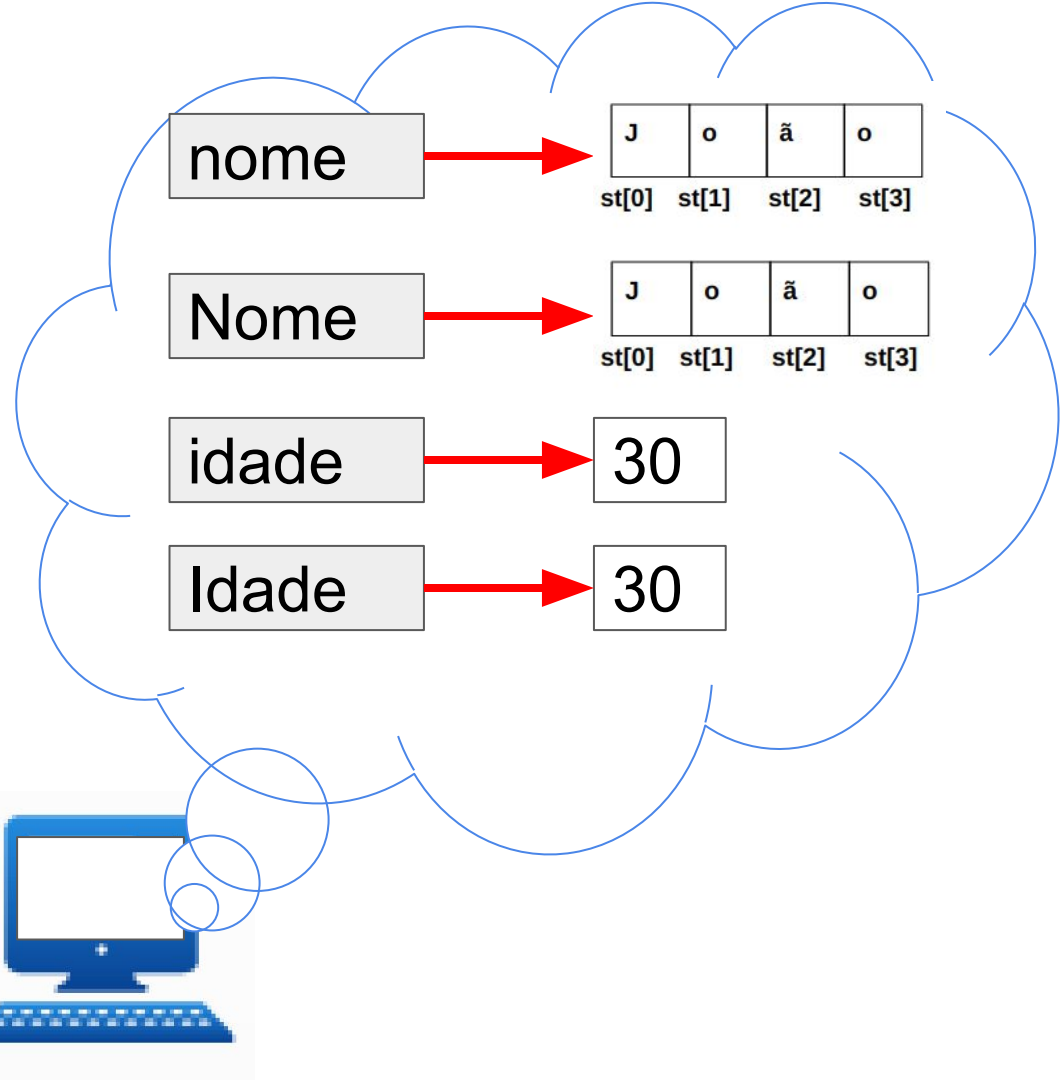 nome
J o ã o
st[0] st[1] st[2] st[3]
Nome
J o ã o
st[0] st[1] st[2] st[3]
idade 30
Idade 30